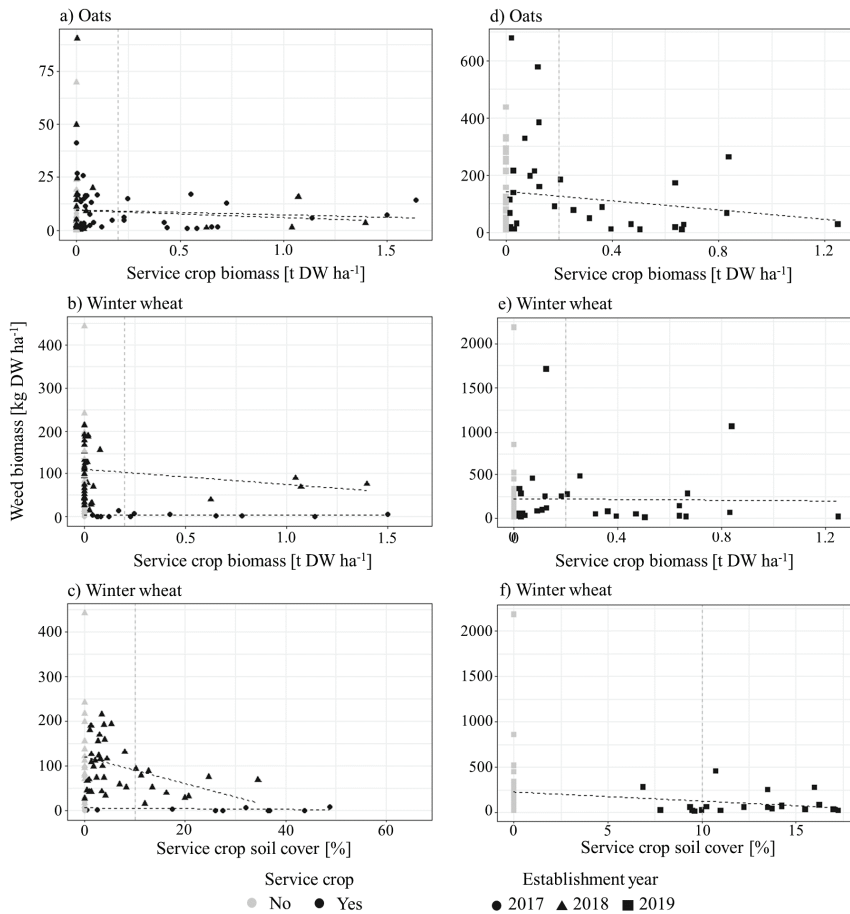 a) Oats
75
50
25
0
0 0.5 1.0 1.5
Service crop biomass [t DW ha⁻¹]
d) Oats
600
400
200
0
0 0.4 0.8 1.2
Service crop biomass [t DW ha⁻¹]
Weed biomass [kg DW ha⁻¹]
b) Winter wheat
400
300
200
100
0
0 0.5 1.0 1.5
Service crop biomass [t DW ha⁻¹]
e) Winter wheat
2000
1500
1000
500
0
0 0.4 0.8 1.2
Service crop biomass [t DW ha⁻¹]
c) Winter wheat
400
300
200
100
0
0 20 40 60
Service crop soil cover [%]
f) Winter wheat
2000
1500
1000
500
0
0 5 10 15
Service crop soil cover [%]
Service crop
No Yes
Establishment year
2017 2018 2019